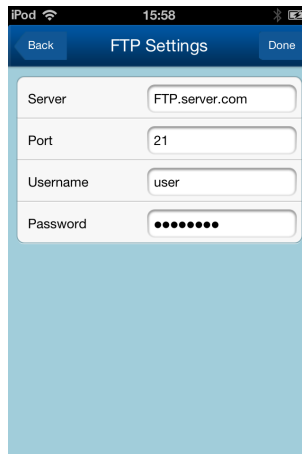 iPod 15:58
Back FTP Settings Done
Server FTP.server.com
Port 21
Username user
Password ●●●●●●●●